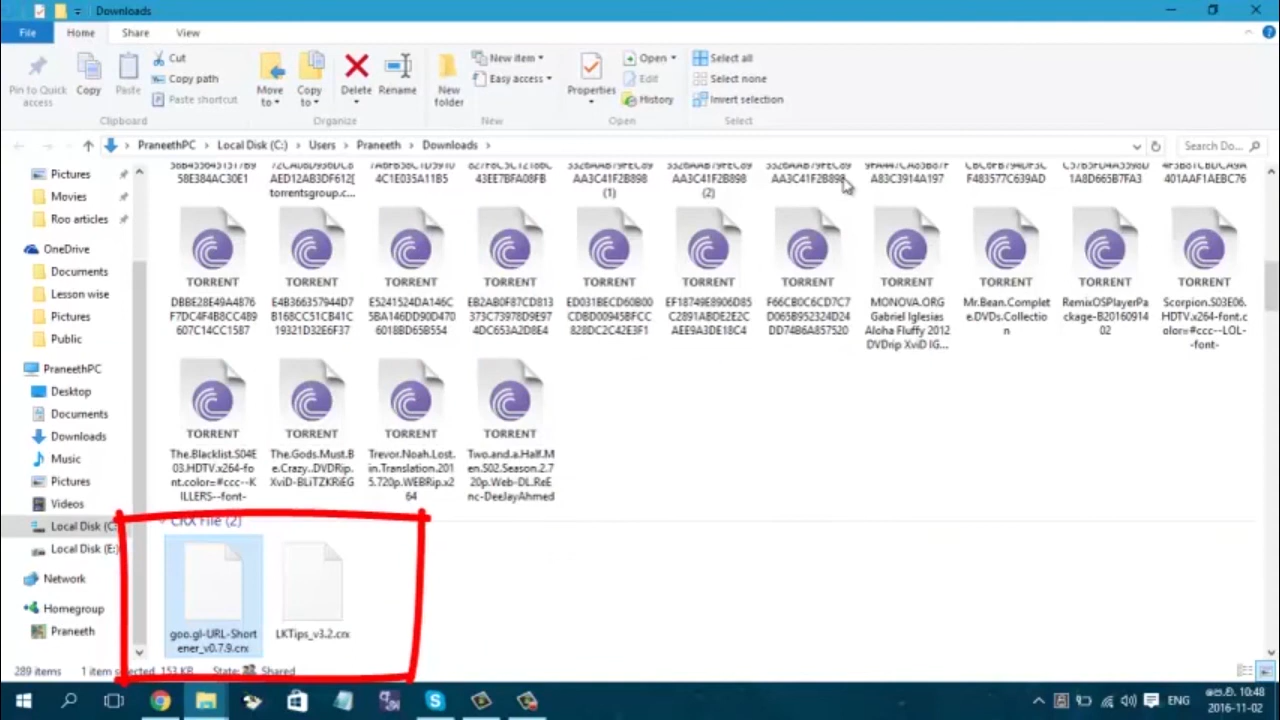 Downloads
File Home Share View
Pin to Quick access
Copy
Paste
Cut
Copy path
Paste shortcut
Clipboard
Move to
Copy to
Delete
Rename
Organize
New folder
New item
Easy access
New
Properties
Open
Edit
History
Open
Select all
Select none
Invert selection
Select
PraneethPC Local Disk (C:) Users Praneeth Downloads
Search Do...
Pictures
Movies
Roo articles
OneDrive
Documents
Lesson wise
Pictures
Public
PraneethPC
Desktop
Documents
Downloads
Music
Pictures
Videos
Local Disk (C:
Local Disk (E:)
Network
Homegroup
Praneeth
58E384AC30E1
AED12AB3DF612[
torrentsgroup.c...
4C1E035A11B5
43EE7BFA08FB
AA3C41F2B898
(1)
AA3C41F2B898
(2)
AA3C41F2B898
A83C3914A197
F483577C639AD
1A8D665B7FA3
401AAF1AEBC76
TORRENT TORRENT TORRENT TORRENT TORRENT TORRENT TORRENT TORRENT TORRENT TORRENT TORRENT
DBBE28E49A4876
F7DC4F4B8CC489
607C14CC1587
E4B366357944D7
B168CC51CB41C
19321D32E6F37
E5241524DA146C
5BA146DD90D470
6018BD65B554
EB2AB0F87CD813
373C73978D9E97
4DC653A2D8E4
ED031BECD60B00
CDBD00945BFCC
828DC2C42E3F1
EF18749E8906D85
C2891ABDE2E2C
AEE9A3DE18C4
F66CB0C6CD7C7
D065B952324D24
DD74B6A857520
MONOVA.ORG
Gabriel Iglesias
Aloha Fluffy 2012
DVDrip XviD IG...
Mr.Bean.Complet
e.DVDs.Collectio
n
RemixOSPlayerPa
ckage-B20160914
02
Scorpion.S03E06.
HDTV.x264-font.c
olor=#ccc--LOL-
-font-
TORRENT TORRENT TORRENT TORRENT
The.Blacklist.S04E
03.HDTV.x264-fo
nt.color=#ccc--K
ILLERS--font-
The.Gods.Must.B
e.Crazy..DVDRip.
XviD-BLiTZKRiEG
Trevor.Noah.Lost.
in.Translation.201
5.720p.WEBRip.x2
64
Two.and.a.Half.M
en.S02.Season.2.7
20p.Web-DL.ReE
nc-DeeJayAhmed
CRX File (2)
goo.gl-URL-Short
ener_v0.7.9.crx
LKTips_v3.2.crx
289 items 1 item selected 153 KB State: Shared
ENG
පෙ.ව. 10:48
2016-11-02